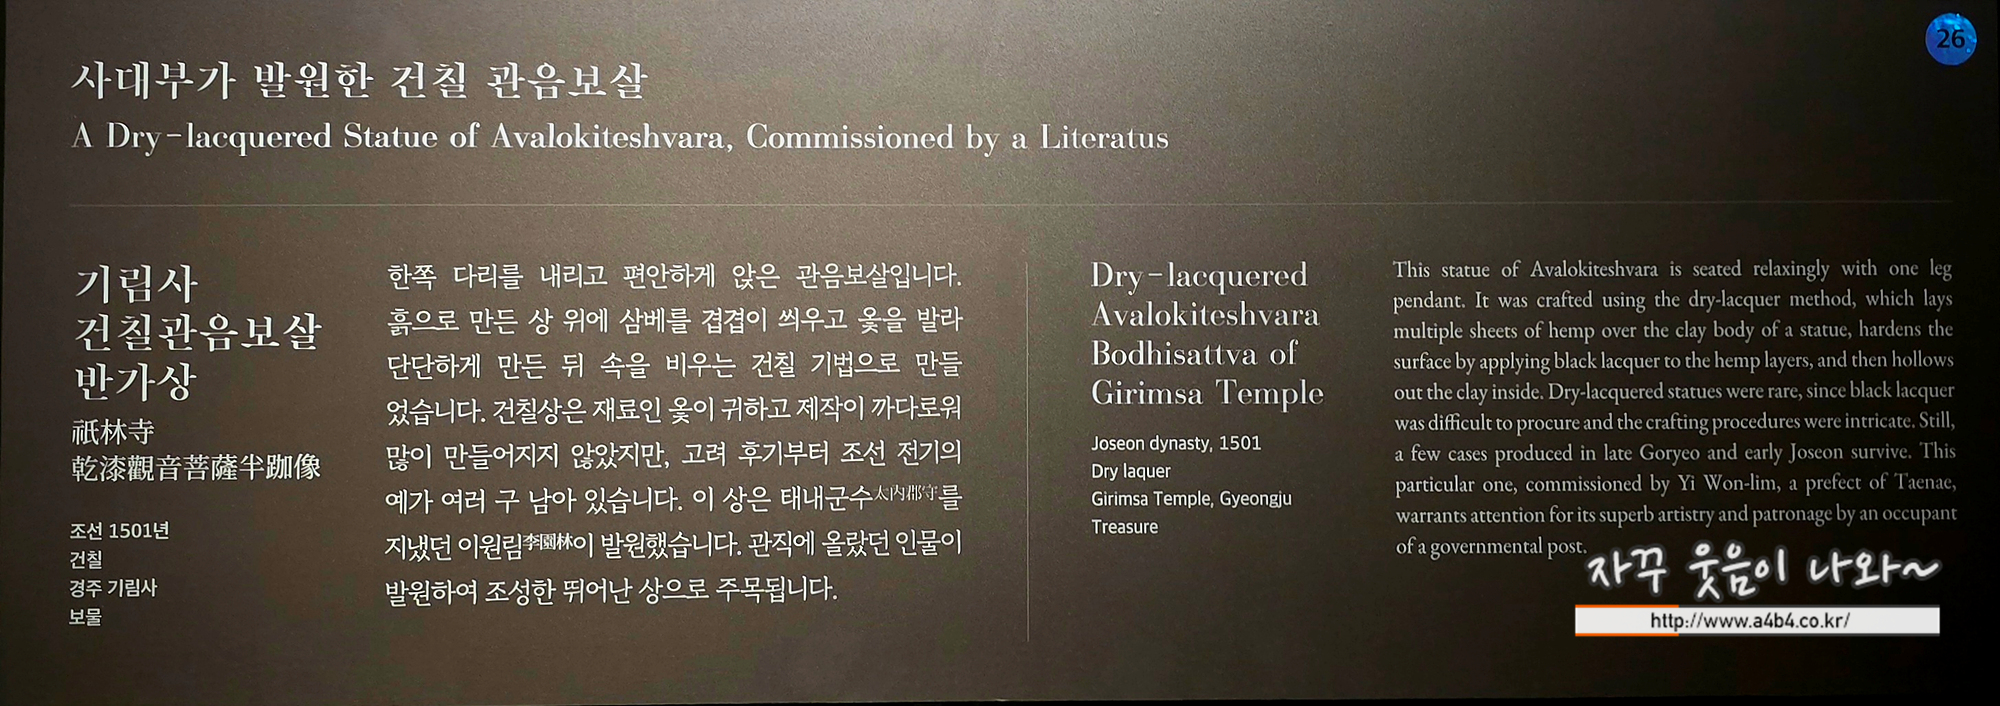 26
사대부가 발원한 건칠 관음보살
A Dry-lacquered Statue of Avalokiteshvara, Commissioned by a Literatus
기림사
건칠관음보살
반가상
祇林寺
乾漆觀音菩薩半跏像
조선 1501년
건칠
경주 기림사
보물
한쪽 다리를 내리고 편안하게 앉은 관음보살입니다.
흙으로 만든 상 위에 삼베를 겹겹이 씌우고 옻을 발라
단단하게 만든 뒤 속을 비우는 건칠 기법으로 만들
었습니다. 건칠상은 재료인 옻이 귀하고 제작이 까다로워
많이 만들어지지 않았지만, 고려 후기부터 조선 전기의
예가 여러 구 남아 있습니다. 이 상은 태내군수太內郡守를
지냈던 이원림李園林이 발원했습니다. 관직에 올랐던 인물이
발원하여 조성한 뛰어난 상으로 주목됩니다.
Dry-lacquered
Avalokiteshvara
Bodhisattva of
Girimsa Temple
Joseon dynasty, 1501
Dry laquer
Girimsa Temple, Gyeongju
Treasure
This statue of Avalokiteshvara is seated relaxingly with one leg
pendant. It was crafted using the dry-lacquer method, which lays
multiple sheets of hemp over the clay body of a statue, hardens the
surface by applying black lacquer to the hemp layers, and then hollows
out the clay inside. Dry-lacquered statues were rare, since black lacquer
was difficult to procure and the crafting procedures were intricate. Still,
a few cases produced in late Goryeo and early Joseon survive. This
particular one, commissioned by Yi Won-lim, a prefect of Taenae,
warrants attention for its superb artistry and patronage by an occupant
of a governmental post.
자꾸 웃음이 나와~
http://www.a4b4.co.kr/